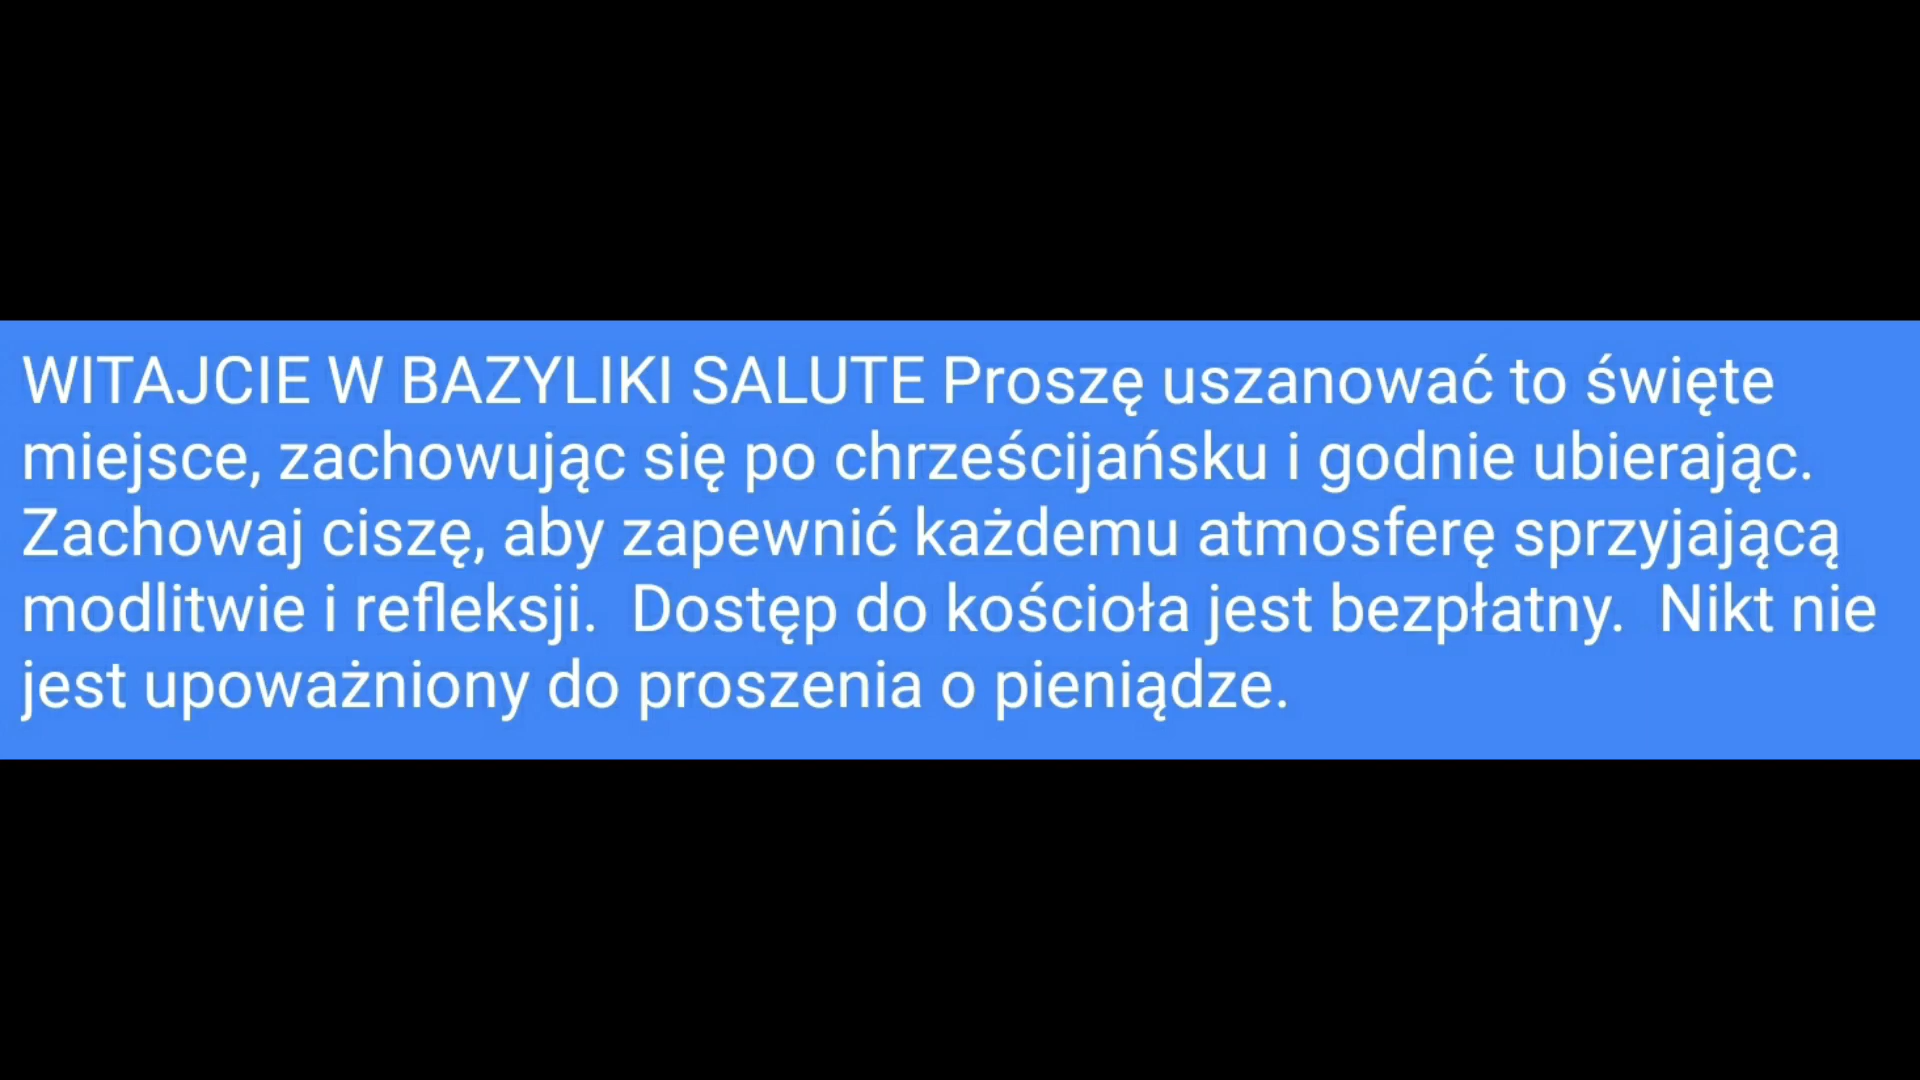 WITAJCIE W BAZYLIKI SALUTE Proszę uszanować to święte
miejsce, zachowując się po chrześcijańsku i godnie ubierając.
Zachowaj ciszę, aby zapewnić każdemu atmosferę sprzyjającą
modlitwie i refleksji.  Dostęp do kościoła jest bezpłatny.  Nikt nie
jest upoważniony do proszenia o pieniądze.